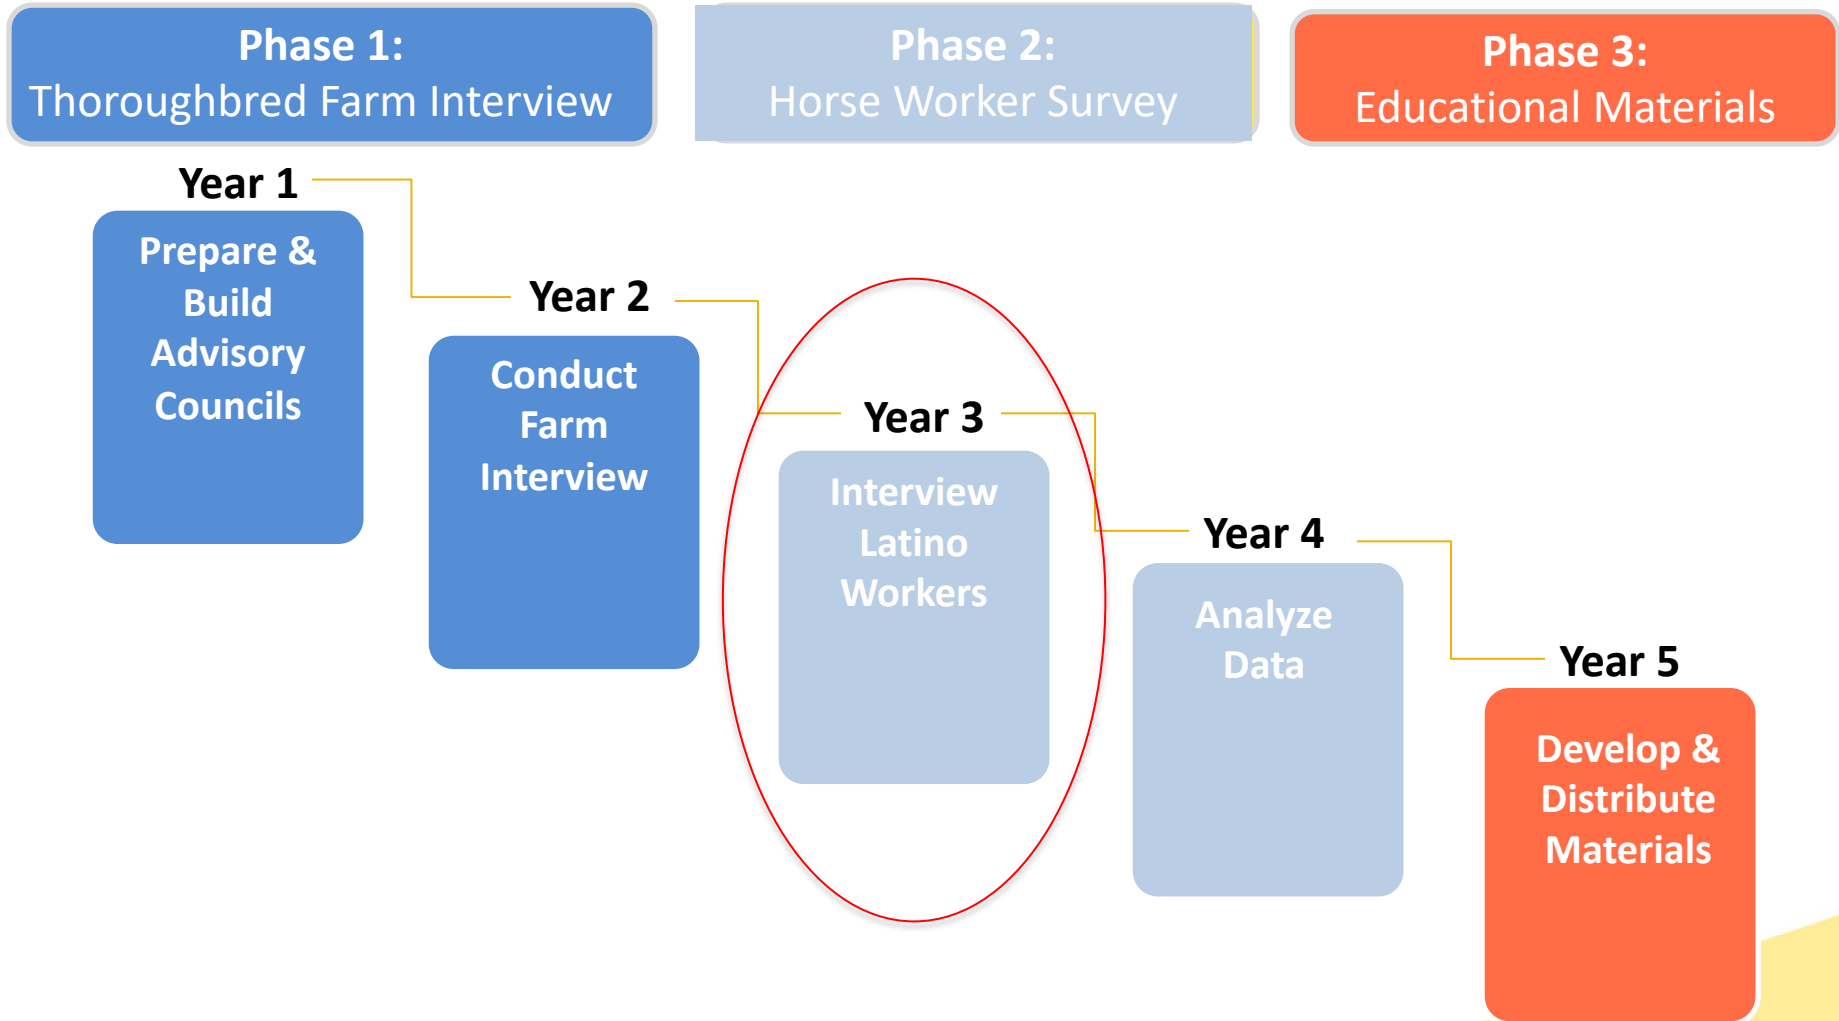 Phase 1:
Thoroughbred Farm Interview
Phase 2:
Horse Worker Survey
Phase 3:
Educational Materials
Year 1
Prepare &
Build
Advisory
Councils
Year 2
Conduct
Farm
Interview
Year 3
Interview
Latino
Workers
Year 4
Analyze
Data
Year 5
Develop &
Distribute
Materials